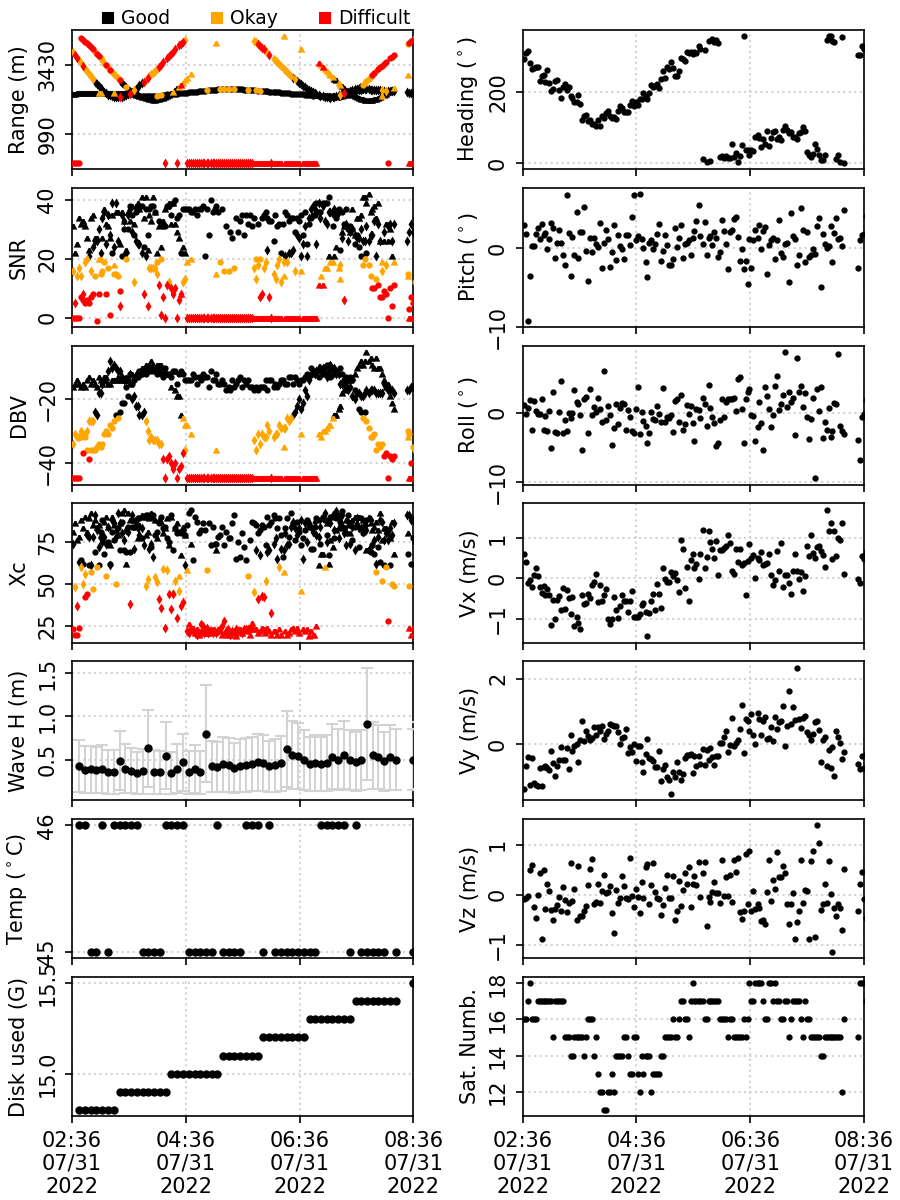 Good Okay Difficult
Range (m)
3430
990
Heading ( ° )
200
0
SNR
40
20
0
Pitch ( ° )
0
−10
DBV
−20
−40
Roll ( ° )
0
−10
Xc
75
50
25
Vx (m/s)
1
0
−1
Wave H (m)
1.5
1.0
0.5
Vy (m/s)
2
0
Temp ( ° C)
46
45
Vz (m/s)
1
0
−1
Disk used (G)
15.5
15.0
Sat. Numb.
18
16
14
12
02:36 04:36 06:36 08:36 02:36 04:36 06:36 08:36
07/31 07/31 07/31 07/31 07/31 07/31 07/31 07/31
2022 2022 2022 2022 2022 2022 2022 2022